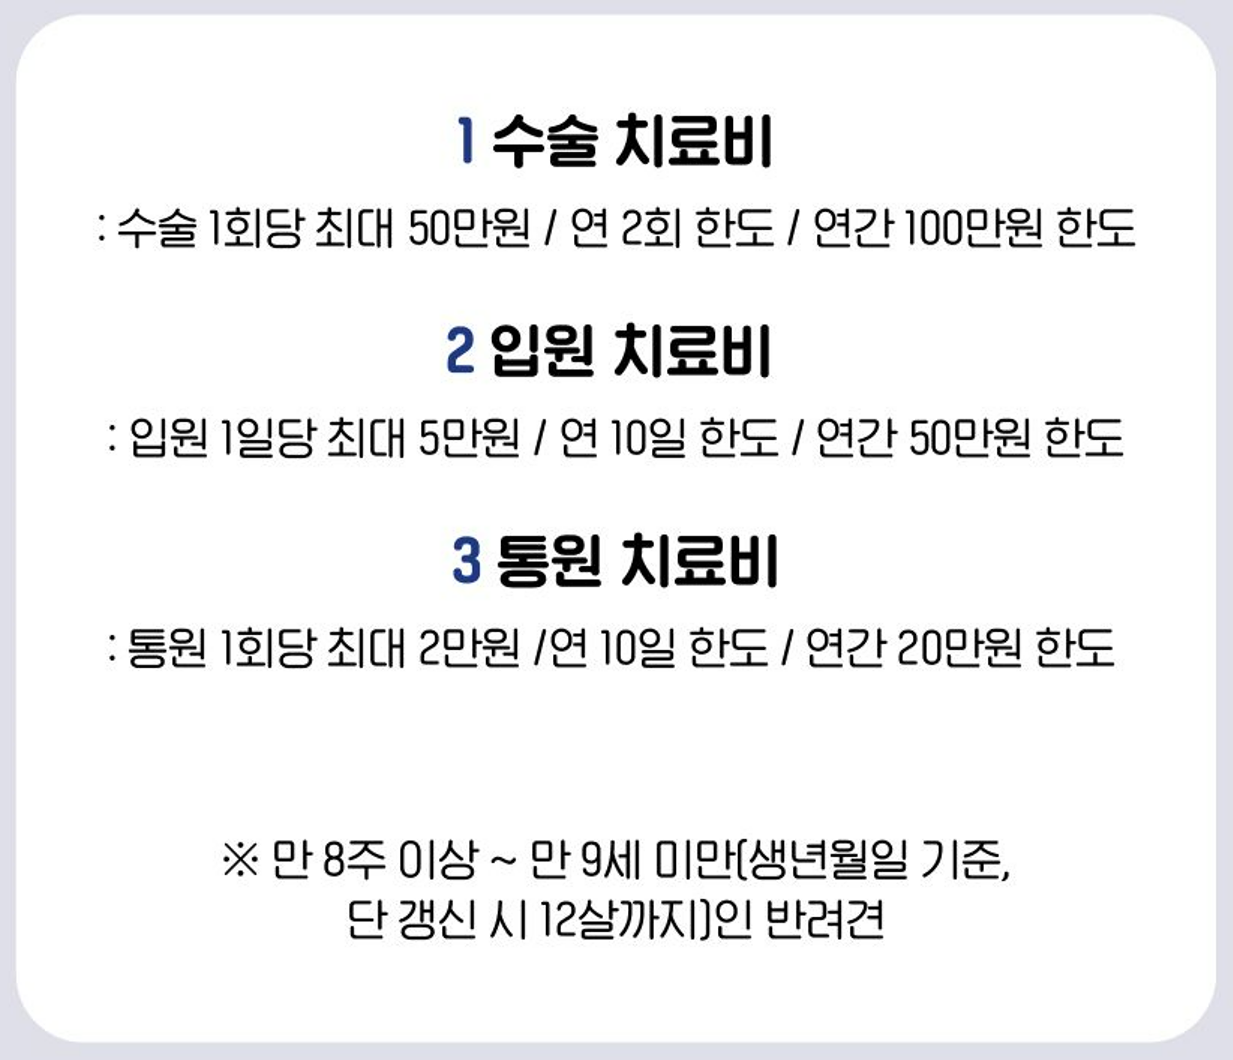 1 수술 치료비
: 수술 1회당 최대 50만원 / 연 2회 한도 / 연간 100만원 한도
2 입원 치료비
: 입원 1일당 최대 5만원 / 연 10일 한도 / 연간 50만원 한도
3 통원 치료비
: 통원 1회당 최대 2만원 /연 10일 한도 / 연간 20만원 한도
※ 만 8주 이상 ~ 만 9세 미만(생년월일 기준,
단 갱신 시 12살까지)인 반려견